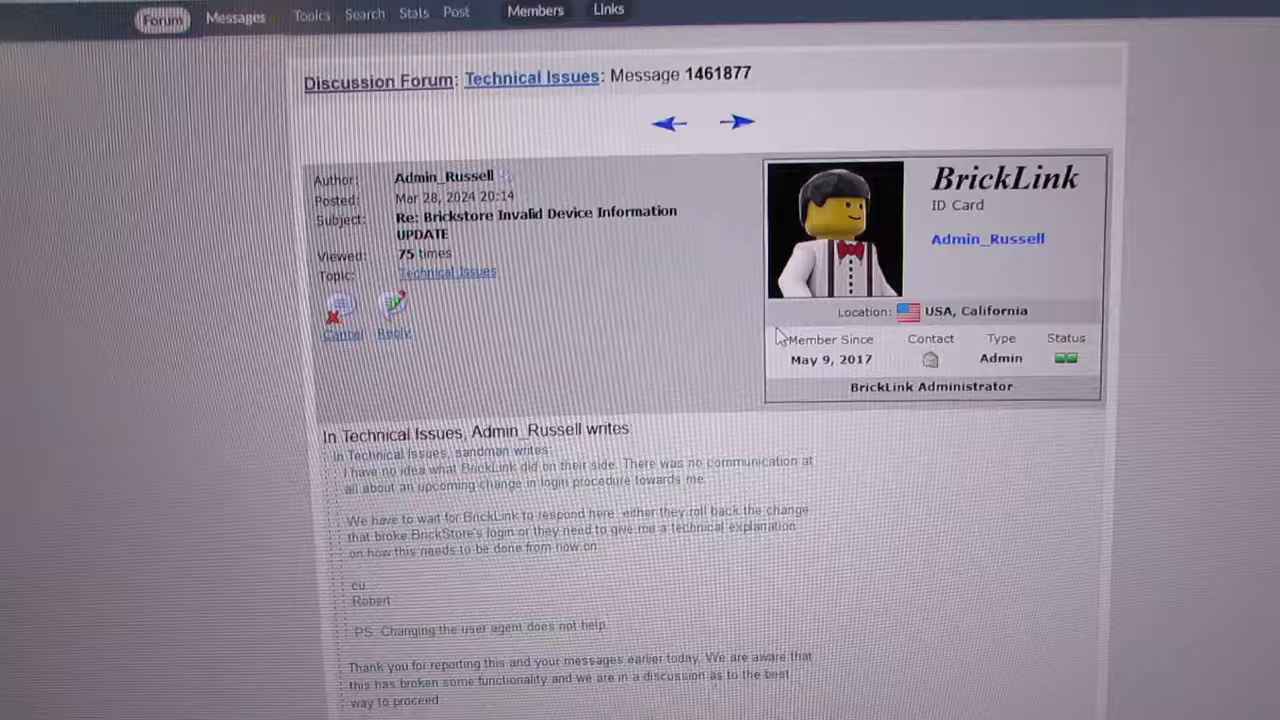 Forum Messages Topics Search Stats Post Members Links
Discussion Forum: Technical Issues: Message 1461877
Author: Admin_Russell
Posted: Mar 28, 2024 20:14
Subject: Re: Brickstore Invalid Device Information
UPDATE
Viewed: 75 times
Topic: Technical Issues
Cancel Reply
BrickLink
ID Card
Admin_Russell
Location: USA, California
Member Since Contact Type Status
May 9, 2017 Admin
BrickLink Administrator
In Technical Issues, Admin_Russell writes:
In Technical Issues, sandman writes:
I have no idea what BrickLink did on their side. There was no communication at
all about an upcoming change in login procedure towards me.
We have to wait for BrickLink to respond here: either they roll back the change
that broke BrickStore's login or they need to give me a technical explanation
on how this needs to be done from now on.
cu
Robert
PS: Changing the user agent does not help.
Thank you for reporting this and your messages earlier today. We are aware that
this has broken some functionality and we are in a discussion as to the best
way to proceed.